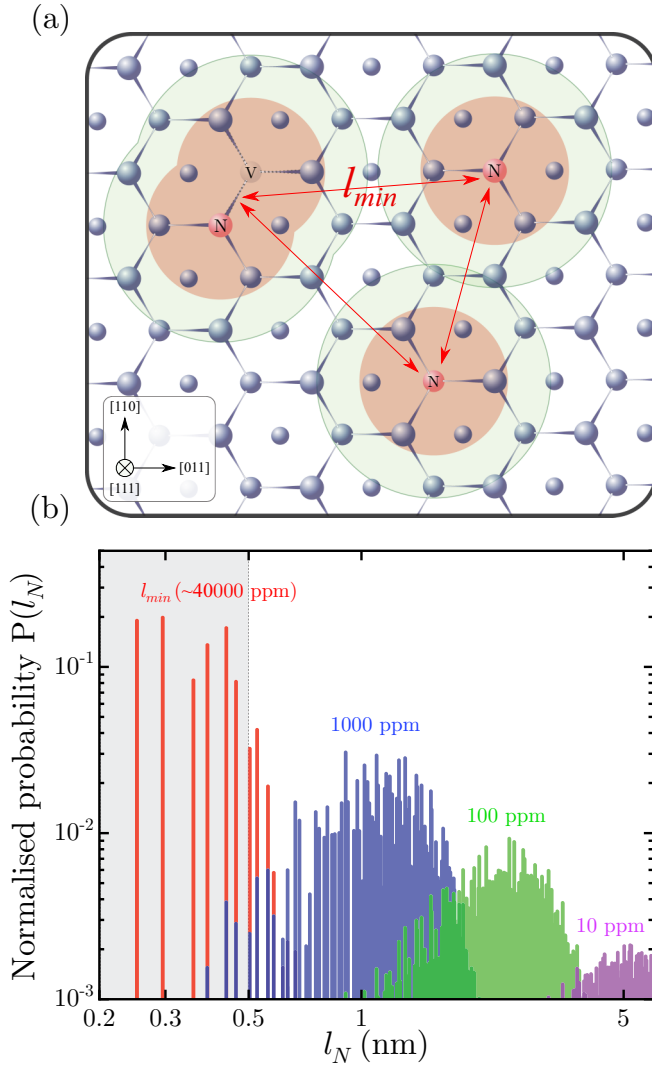 (a)
V
N
l_min
N
N
[110]
[011]
[111]
(b)
Normalised probability P(l_N)
l_min (~40000 ppm)
1000 ppm
100 ppm
10 ppm
10^-1
10^-2
10^-3
0.2 0.3 0.5 1 5
l_N (nm)